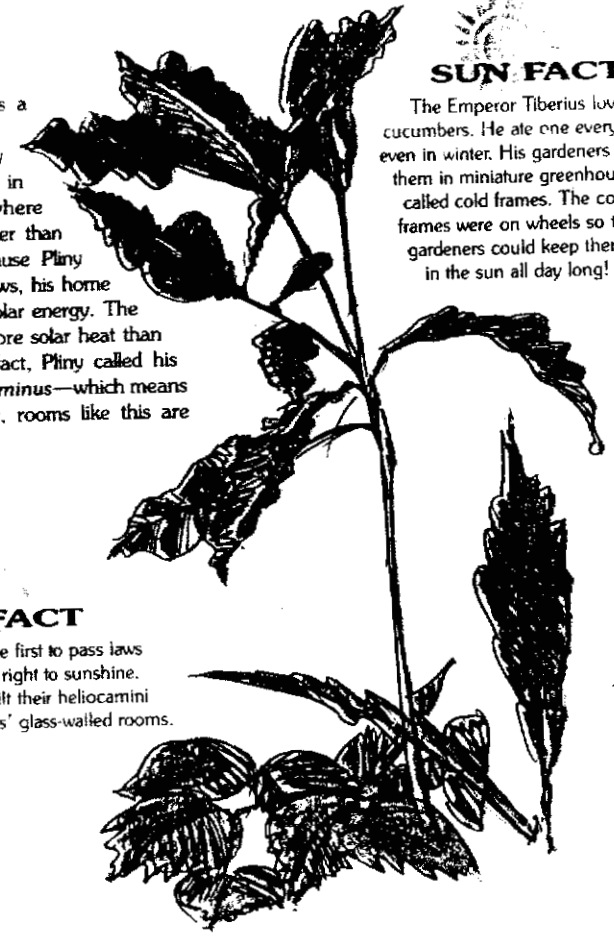 s a
in
where
er than
use Pliny
ws, his home
lar energy. The
ore solar heat than
act, Pliny called his
minus—which means
, rooms like this are
FACT
e first to pass laws
right to sunshine.
ilt their heliocamini
s' glass-walled rooms.
SUN FACT
The Emperor Tiberius lov
cucumbers. He ate one every
even in winter. His gardeners
them in miniature greenhou
called cold frames. The co
frames were on wheels so t
gardeners could keep the
in the sun all day long!